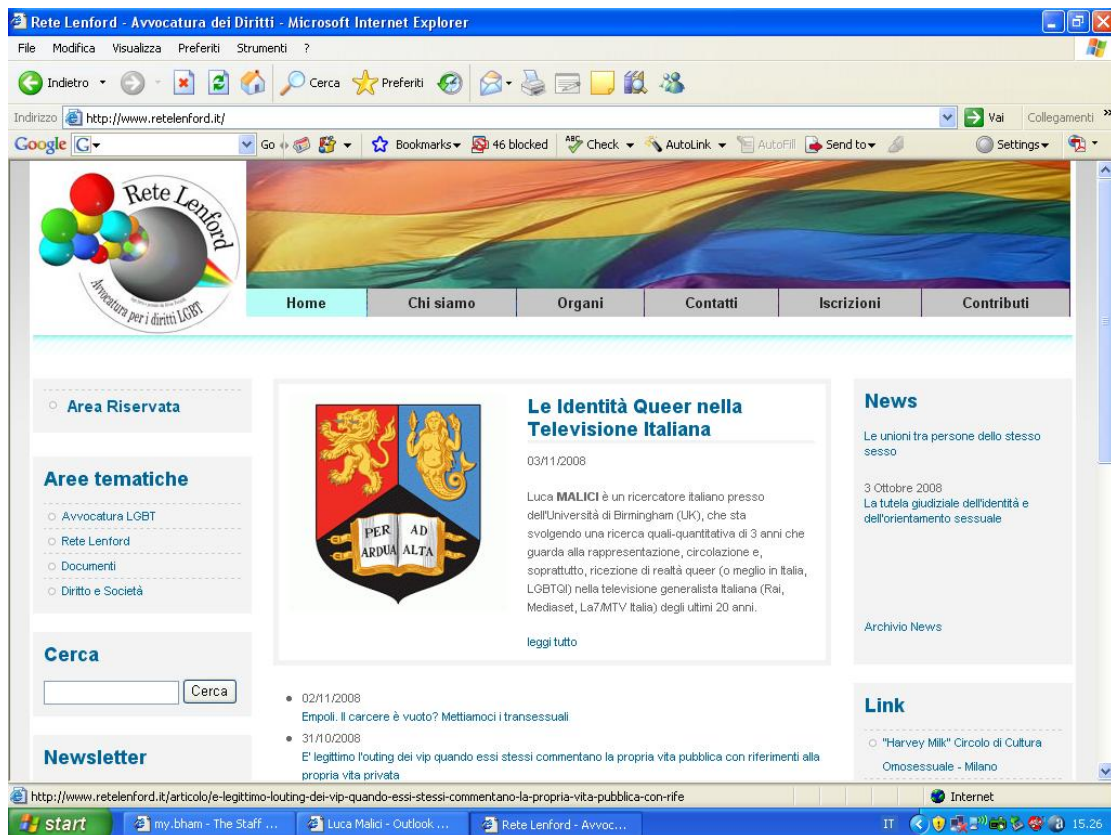 Rete Lenford - Avvocatura dei Diritti - Microsoft Internet Explorer
File Modifica Visualizza Preferiti Strumenti ?
Indietro Cerca Preferiti
Indirizzo http://www.retelenford.it/ Vai Collegamenti »
Google G Go Bookmarks 46 blocked ABC Check AutoLink AutoFill Send to Settings
Rete Lenford
Avvocatura per i diritti LGBT
Home Chi siamo Organi Contatti Iscrizioni Contributi
Area Riservata
Aree tematiche
Avvocatura LGBT
Rete Lenford
Documenti
Diritto e Società
Cerca
Cerca
Newsletter
PER AD
ARDUA ALTA
Le Identità Queer nella
Televisione Italiana
03/11/2008
Luca MALICI è un ricercatore italiano presso
dell'Università di Birmingham (UK), che sta
svolgendo una ricerca quali-quantitativa di 3 anni che
guarda alla rappresentazione, circolazione e,
soprattutto, ricezione di realtà queer (o meglio in Italia,
LGBTQI) nella televisione generalista Italiana (Rai,
Mediaset, La7/MTV Italia) degli ultimi 20 anni.
leggi tutto
02/11/2008
Empoli. Il carcere è vuoto? Mettiamoci i transessuali
31/10/2008
E' legittimo l'outing dei vip quando essi stessi commentano la propria vita pubblica con riferimenti alla
propria vita privata
News
Le unioni tra persone dello stesso
sesso
3 Ottobre 2008
La tutela giudiziale dell'identità e
dell'orientamento sessuale
Archivio News
Link
"Harvey Milk" Circolo di Cultura
Omosessuale - Milano
http://www.retelenford.it/articolo/e-legittimo-louting-dei-vip-quando-essi-stessi-commentano-la-propria-vita-pubblica-con-rife Internet
start my.bham - The Staff ... Luca Malici - Outlook ... Rete Lenford - Avvoc... IT 15.26